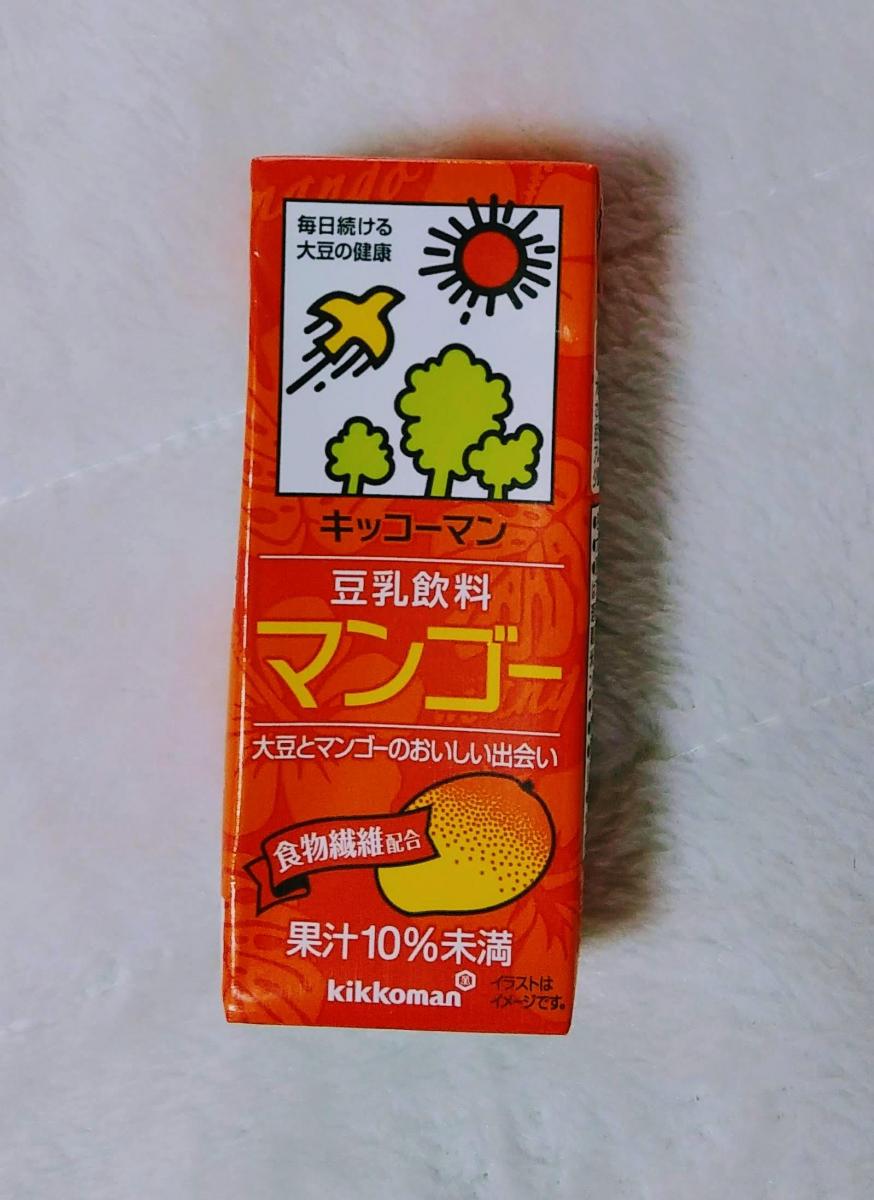 mango
毎日続ける
大豆の健康
キッコーマン
豆乳飲料
マンゴー
大豆とマンゴーのおいしい出会い
食物繊維配合
果汁10%未満
kikkoman
イラストは
イメージです。